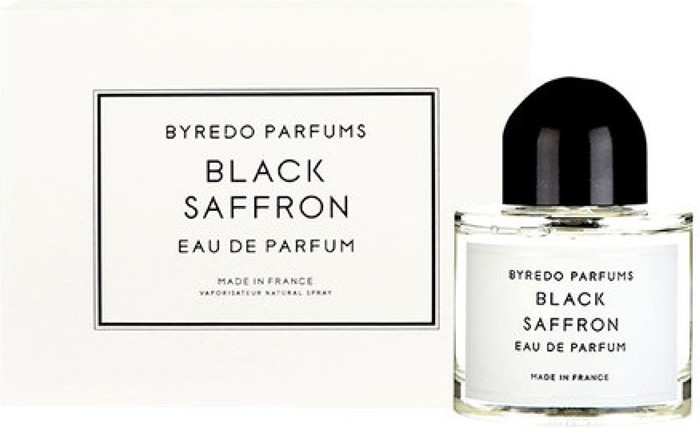 BYREDO PARFUMS
BLACK
SAFFRON
EAU DE PARFUM
MADE IN FRANCE
VAPORISATEUR NATURAL SPRAY
BYREDO PARFUMS
BLACK
SAFFRON
EAU DE PARFUM
MADE IN FRANCE